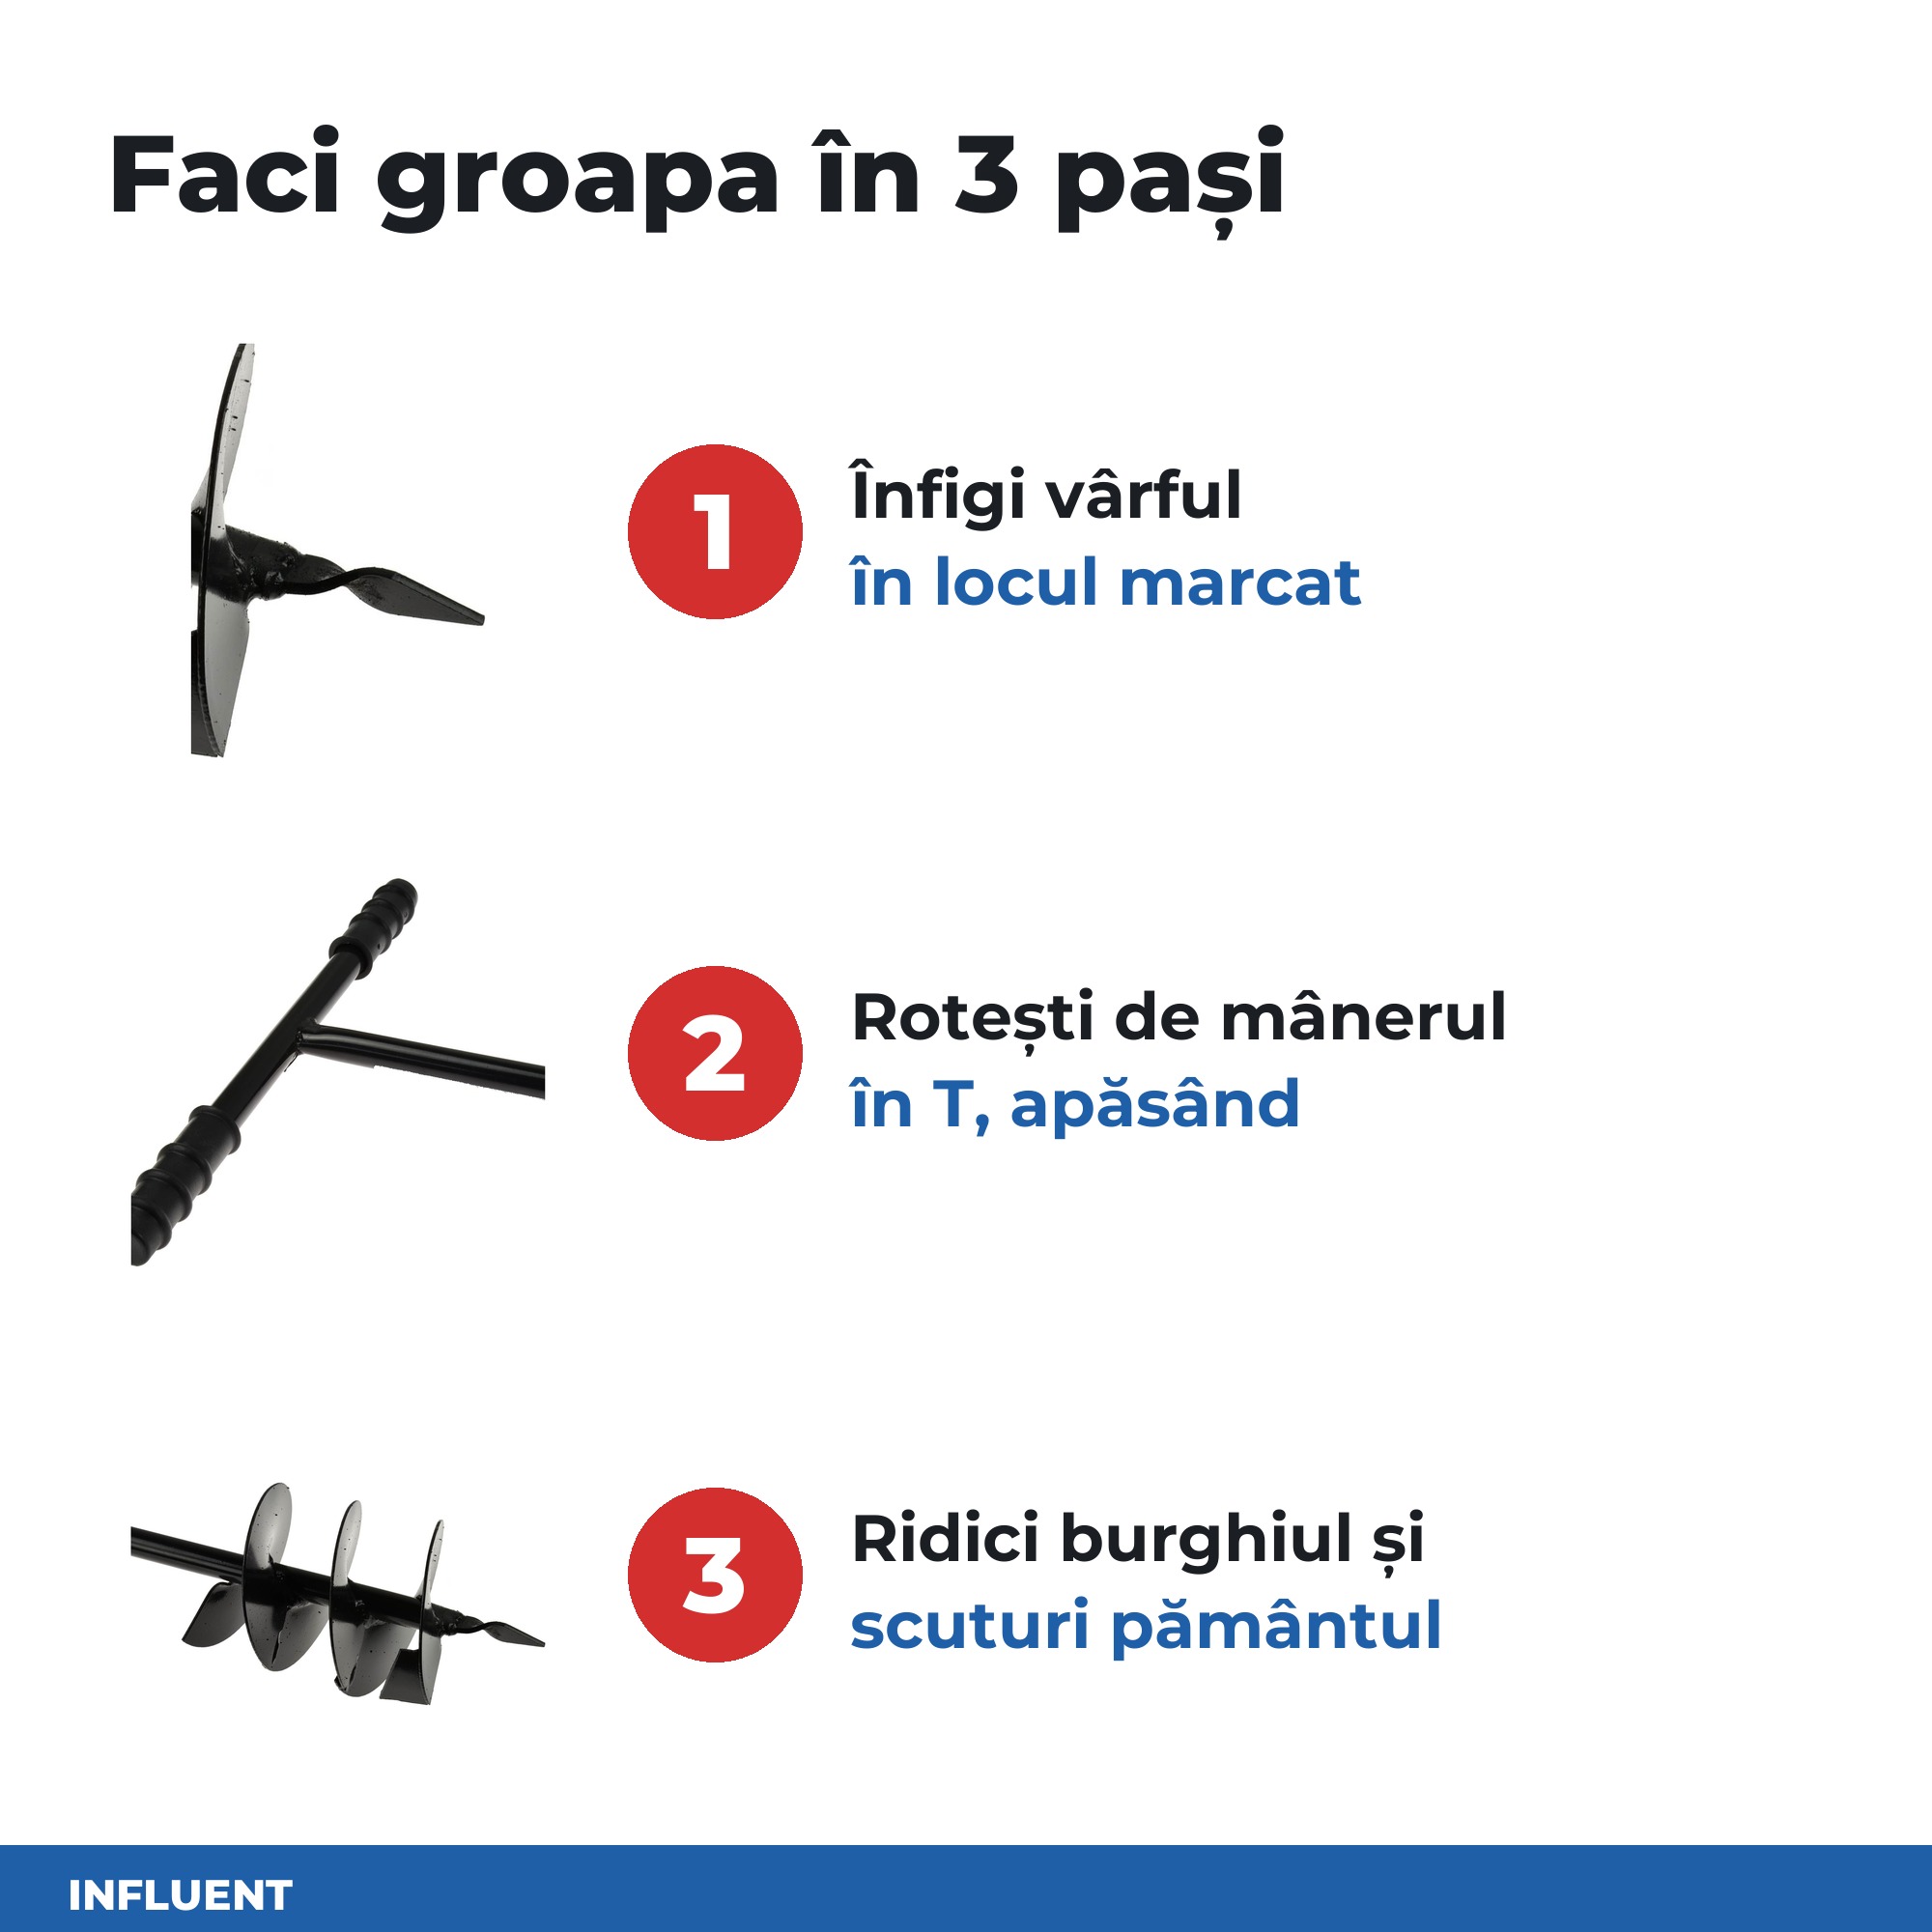 Faci groapa în 3 pași
1
Înfigi vârful
în locul marcat
2
Rotești de mânerul
în T, apăsând
3
Ridici burghiul și
scuturi pământul
INFLUENT